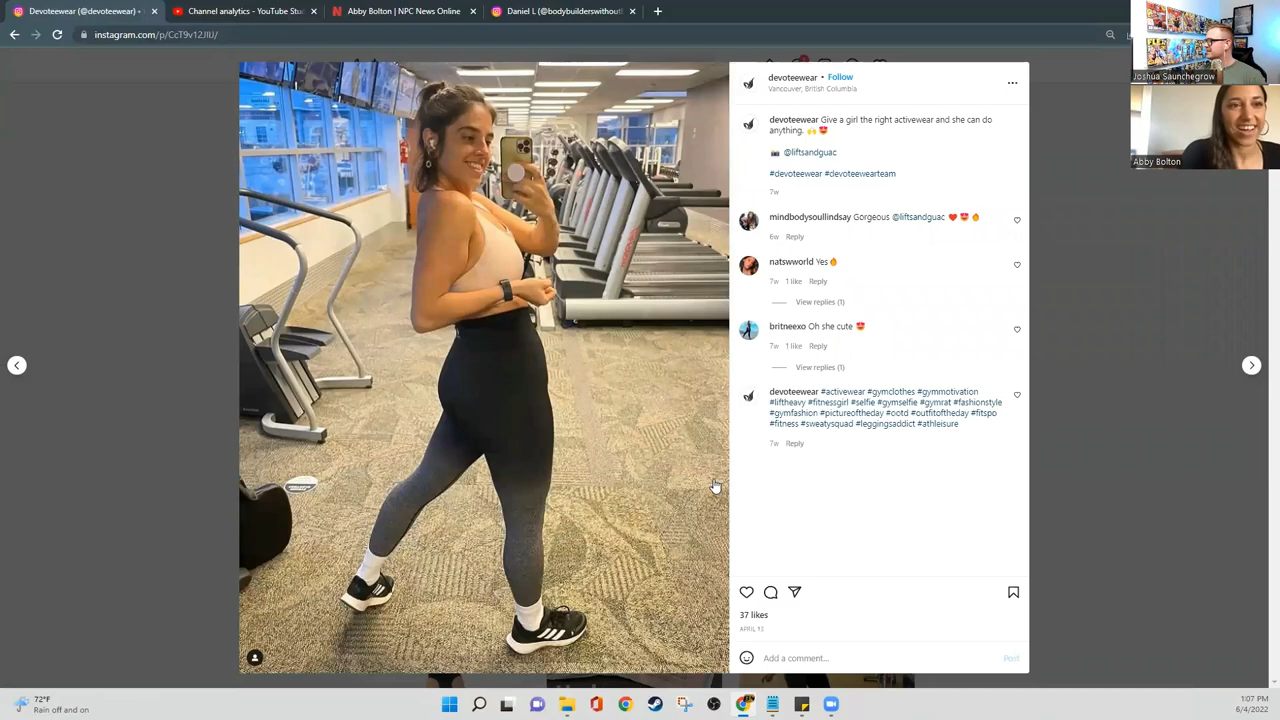 Devoteewear (@devoteewear) •
Channel analytics - YouTube Stu
Abby Bolton | NPC News Online
Daniel L (@bodybuilderswithout
instagram.com/p/CcT9v12JIlJ/
Joshua Saunchegrow
Abby Bolton
devoteewear • Follow
Vancouver, British Columbia
devoteewear Give a girl the right activewear and she can do
anything. 🙌 😍
📸 @liftsandguac
#devoteewear #devoteewearteam
7w
mindbodysoullindsay Gorgeous @liftsandguac ❤️ 😍 🔥
6w Reply
natswworld Yes🔥
7w 1 like Reply
View replies (1)
britneexo Oh she cute 😍
7w 1 like Reply
View replies (1)
devoteewear #activewear #gymclothes #gymmotivation
#liftheavy #fitnessgirl #selfie #gymselfie #gymrat #fashionstyle
#gymfashion #pictureoftheday #ootd #outfitoftheday #fitspo
#fitness #sweatysquad #leggingsaddict #athleisure
7w Reply
37 likes
APRIL 13
Add a comment...
Post
72°F
Rain off and on
1:07 PM
6/4/2022